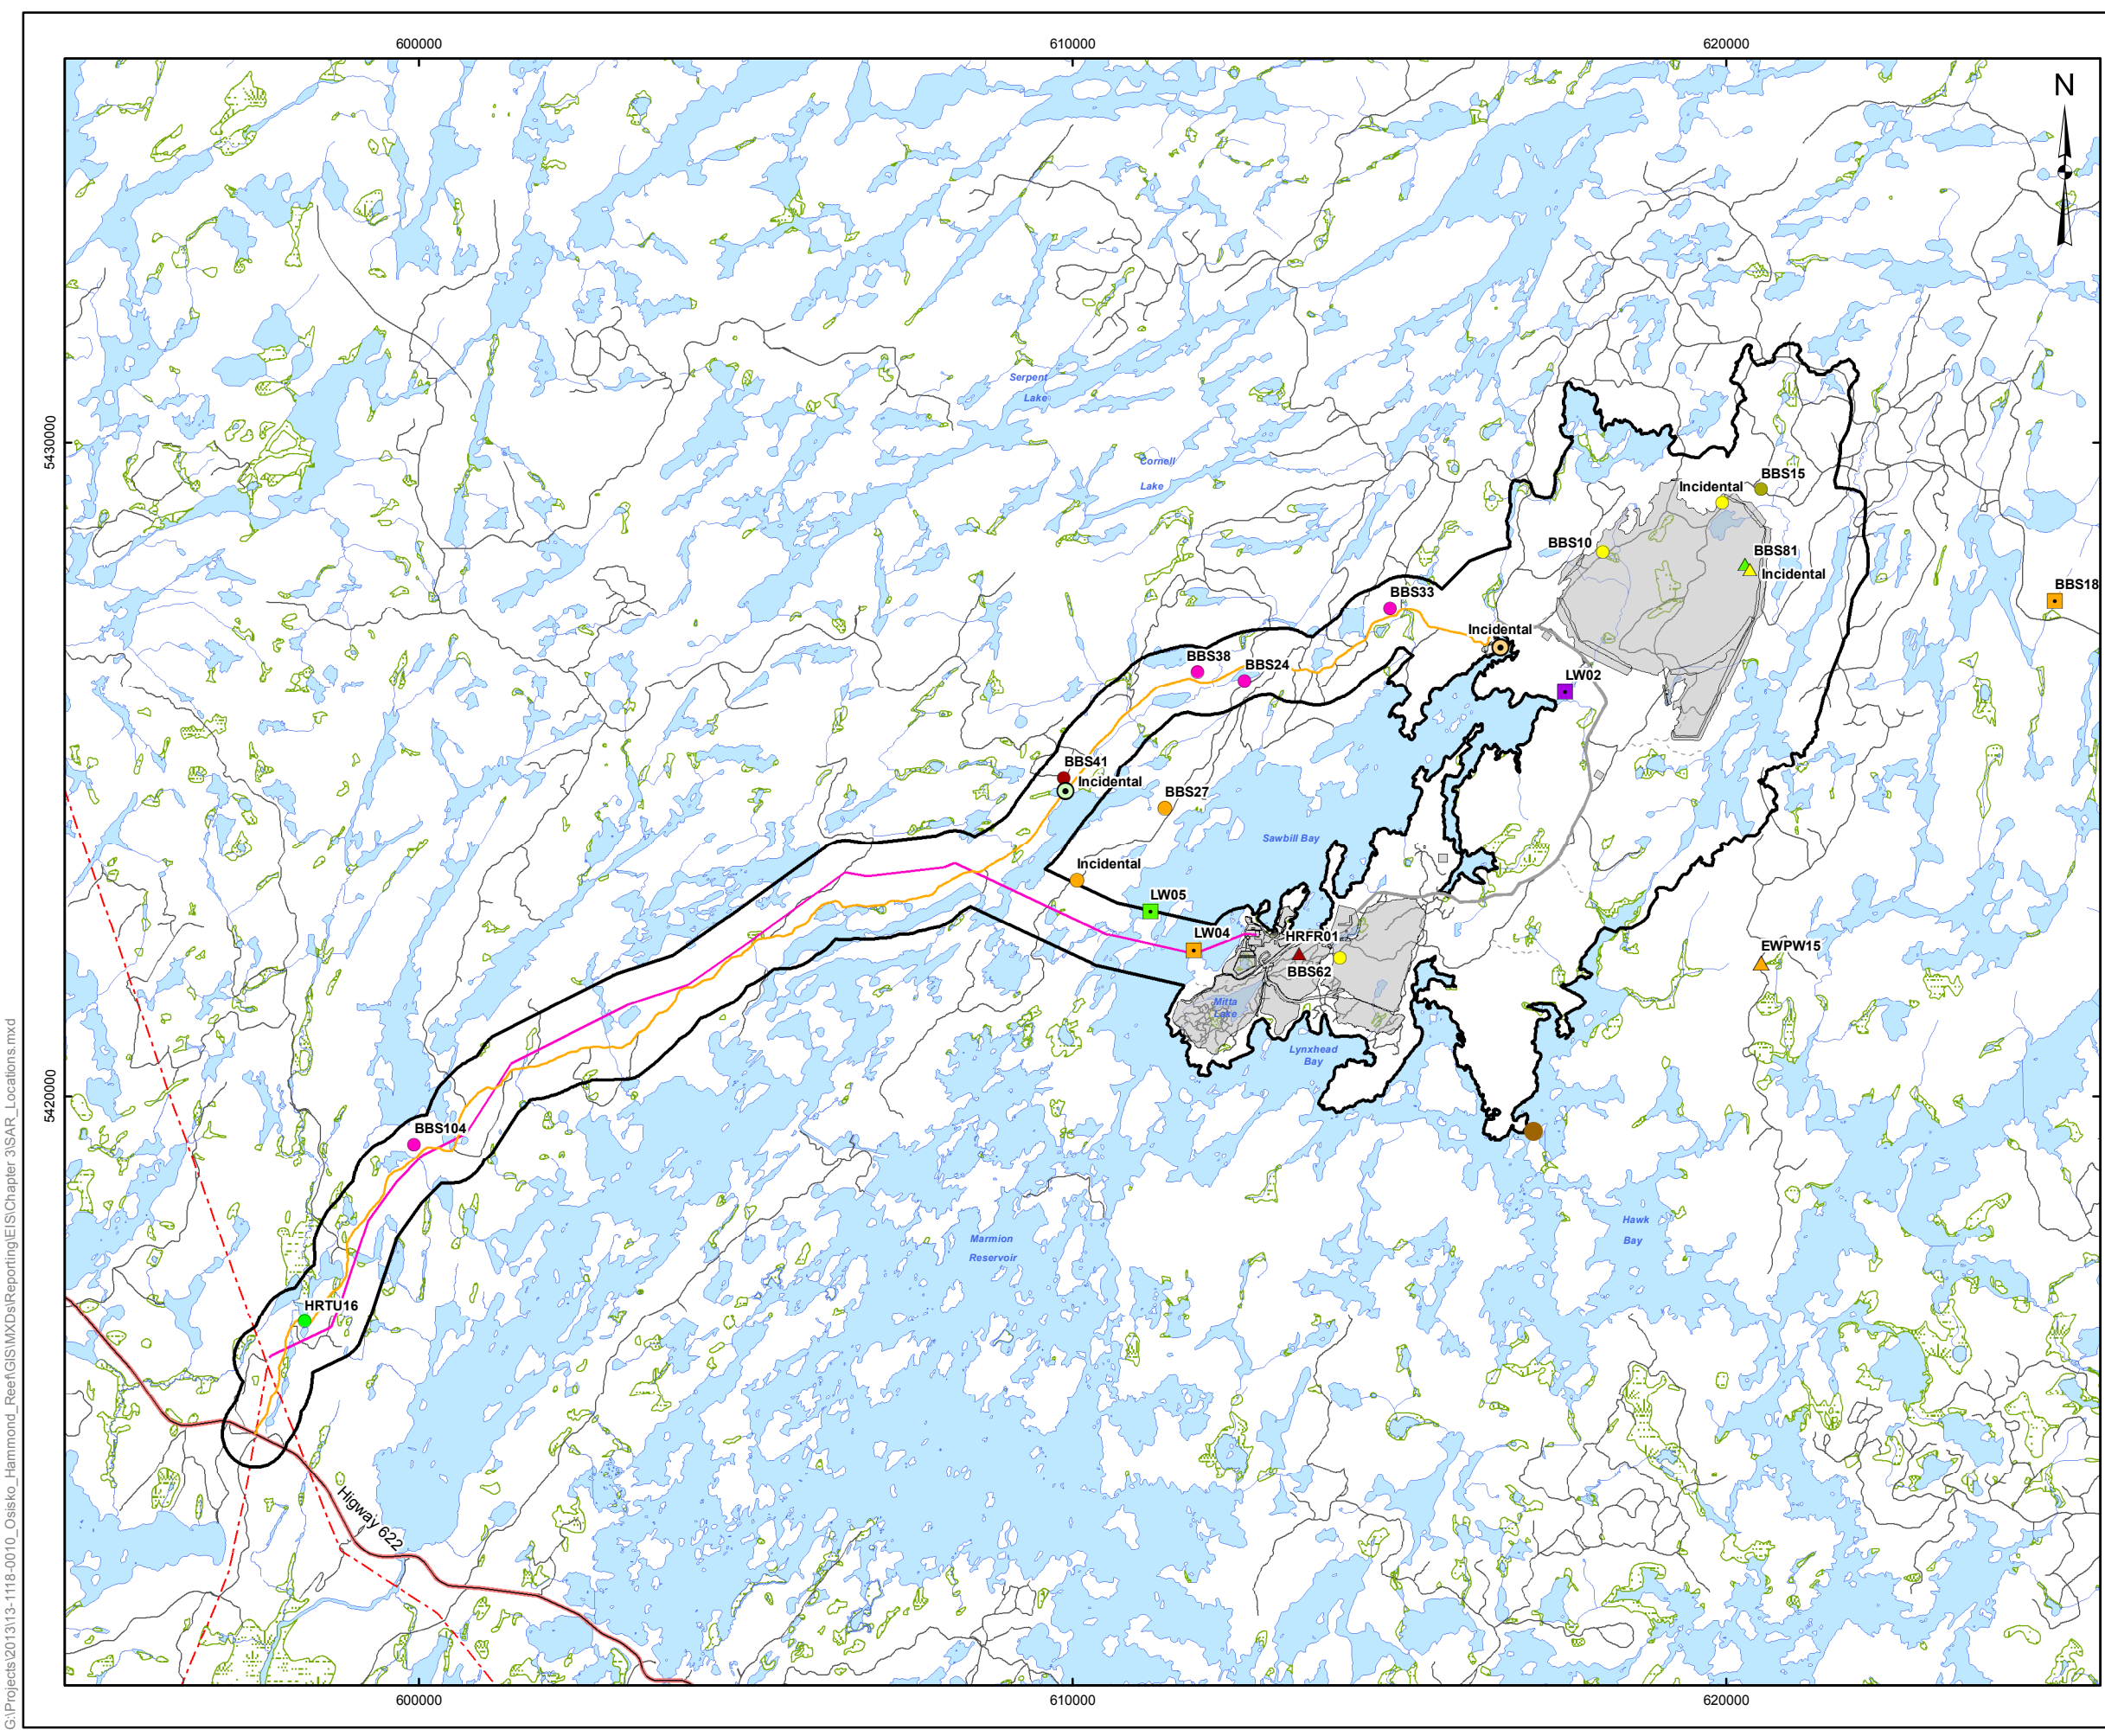 600000
610000
620000
N
Serpent
Lake
5430000
Cornell
Lake
BBS15
Incidental
BBS10
BBS81
Incidental
BBS18
BBS33
Incidental
BBS38
BBS24
LW02
BBS41
Incidental
BBS27
Sawbill Bay
Incidental
LW05
LW04
HRFR01
EWPW15
BBS62
Mitta
Lake
Lynxhead
Bay
5420000
BBS104
Hawk
Bay
Marmion
Reservoir
HRTU16
Higway 622
600000
610000
620000
G:\Projects\2013\13-1118-0010_Osisko_Hammond_Reef\GIS\MXDs\Reporting\EIS\Chapter 3\SAR_Locations.mxd